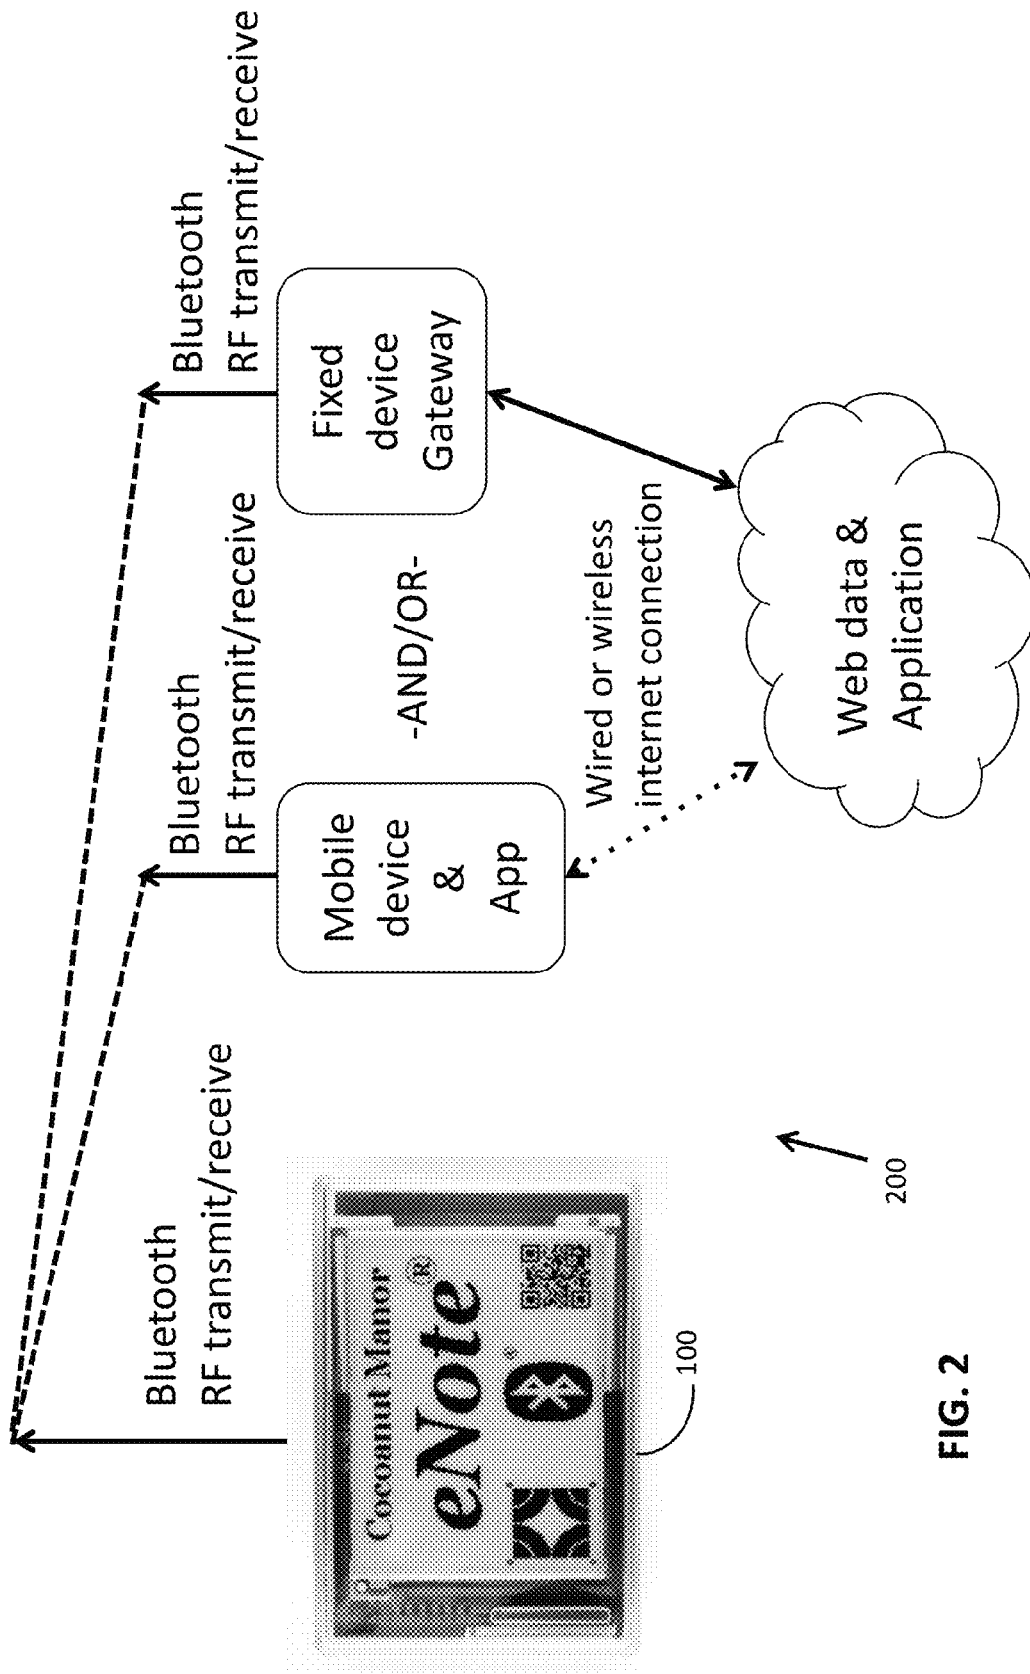 Bluetooth
RF transmit/receive
Bluetooth
RF transmit/receive
Bluetooth
RF transmit/receive
Cocoanut Manor
eNote®
100
Mobile
device
&
App
-AND/OR-
Fixed
device
Gateway
Wired or wireless
internet connection
Web data &
Application
200
FIG. 2